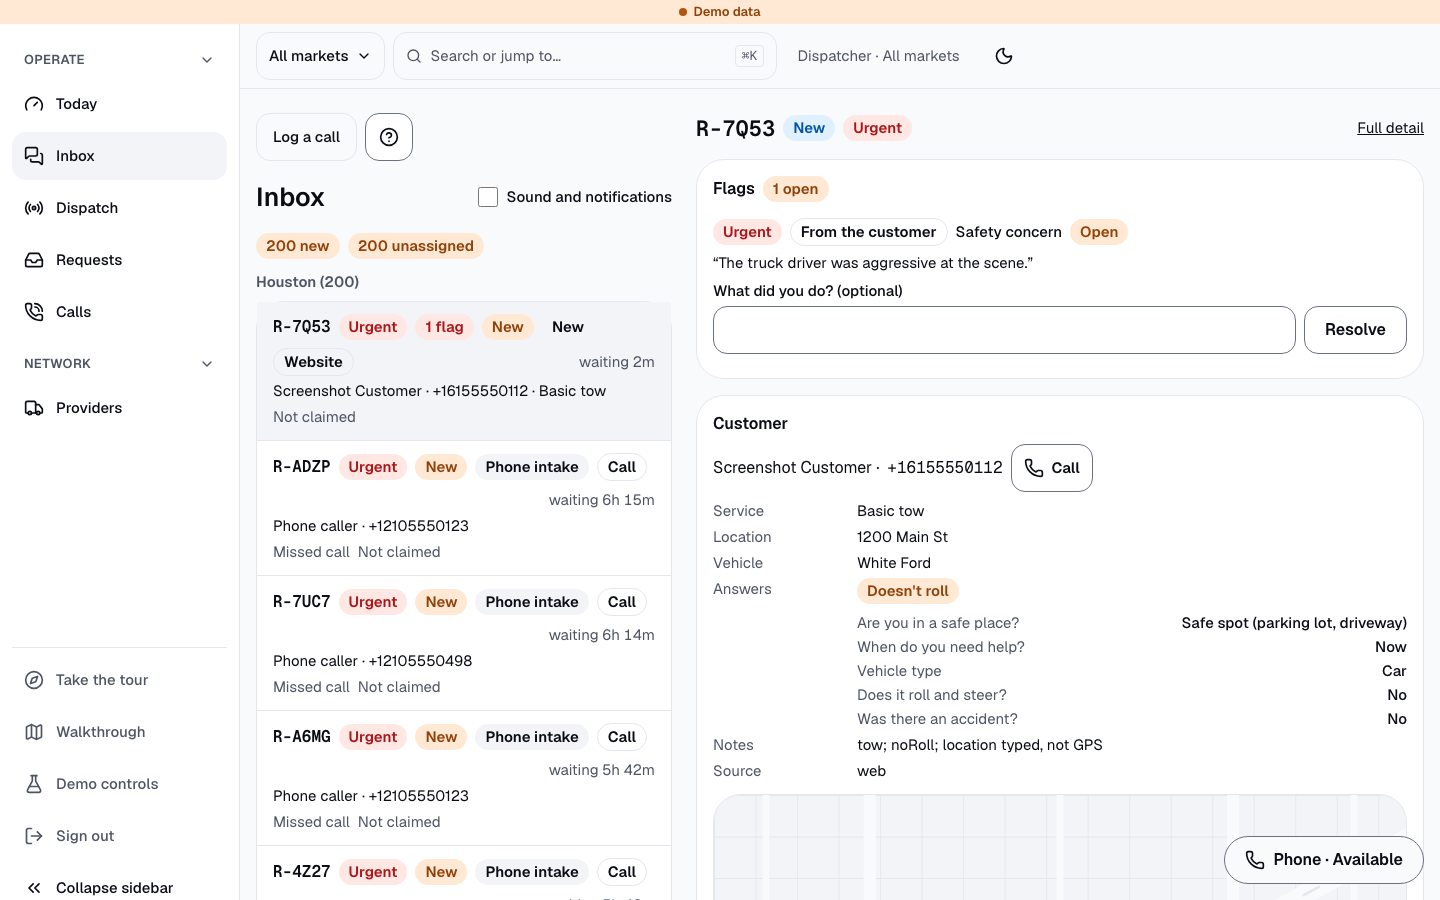 Demo data
OPERATE
Today
Inbox
Dispatch
Requests
Calls
NETWORK
Providers
Take the tour
Walkthrough
Demo controls
Sign out
Collapse sidebar
All markets
Search or jump to...
⌘K
Dispatcher · All markets
Log a call
Inbox
Sound and notifications
200 new
200 unassigned
Houston (200)
R-7Q53 Urgent 1 flag New New
Website waiting 2m
Screenshot Customer · +16155550112 · Basic tow
Not claimed
R-ADZP Urgent New Phone intake Call
waiting 6h 15m
Phone caller · +12105550123
Missed call Not claimed
R-7UC7 Urgent New Phone intake Call
waiting 6h 14m
Phone caller · +12105550498
Missed call Not claimed
R-A6MG Urgent New Phone intake Call
waiting 5h 42m
Phone caller · +12105550123
Missed call Not claimed
R-4Z27 Urgent New Phone intake Call
R-7Q53 New Urgent
Full detail
Flags 1 open
Urgent From the customer Safety concern Open
“The truck driver was aggressive at the scene.”
What did you do? (optional)
Resolve
Customer
Screenshot Customer · +16155550112 Call
Service Basic tow
Location 1200 Main St
Vehicle White Ford
Answers Doesn't roll
Are you in a safe place? Safe spot (parking lot, driveway)
When do you need help? Now
Vehicle type Car
Does it roll and steer? No
Was there an accident? No
Notes tow; noRoll; location typed, not GPS
Source web
Phone · Available